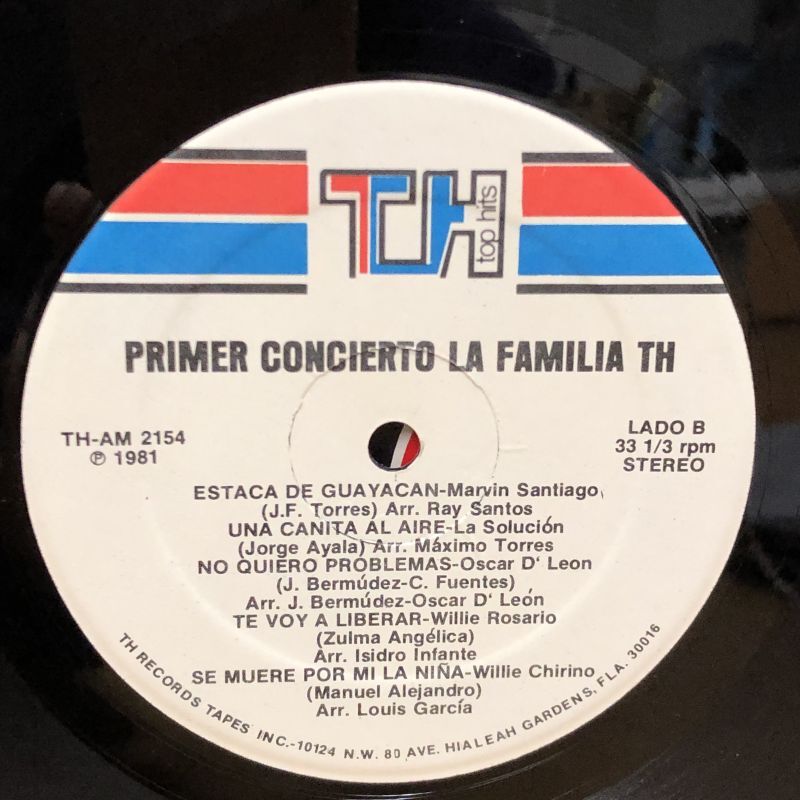 TH top hits
PRIMER CONCIERTO LA FAMILIA TH
TH-AM 2154
℗ 1981
LADO B
33 1/3 rpm
STEREO
ESTACA DE GUAYACAN-Marvin Santiago
(J.F. Torres) Arr. Ray Santos
UNA CANITA AL AIRE-La Solución
(Jorge Ayala) Arr. Máximo Torres
NO QUIERO PROBLEMAS-Oscar D' Leon
(J. Bermúdez-C. Fuentes)
Arr. J. Bermúdez-Oscar D' León
TE VOY A LIBERAR-Willie Rosario
(Zulma Angélica)
Arr. Isidro Infante
SE MUERE POR MI LA NIÑA-Willie Chirino
(Manuel Alejandro)
Arr. Louis García
TH RECORDS TAPES INC.-10124 N.W. 80 AVE. HIALEAH GARDENS, FLA. 30016